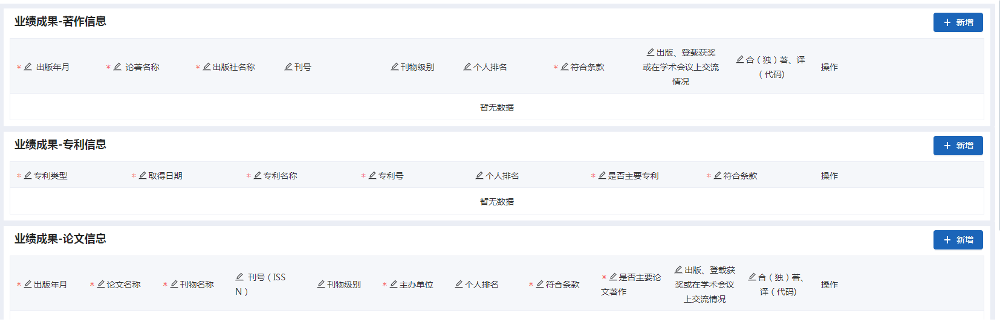 业绩成果-著作信息
+ 新增
* 出版年月 * 论著名称 * 出版社名称 刊号 刊物级别 个人排名 * 符合条款 出版、登载获奖或在学术会议上交流情况 合（独）著、译（代码) 操作
暂无数据
业绩成果-专利信息
+ 新增
* 专利类型 * 取得日期 * 专利名称 * 专利号 个人排名 * 是否主要专利 * 符合条款 操作
暂无数据
业绩成果-论文信息
+ 新增
* 出版年月 * 论文名称 * 刊物名称 刊号（ISSN） 刊物级别 * 主办单位 个人排名 * 符合条款 * 是否主要论文著作 出版、登载获奖或在学术会议上交流情况 合（独）著、译（代码) 操作